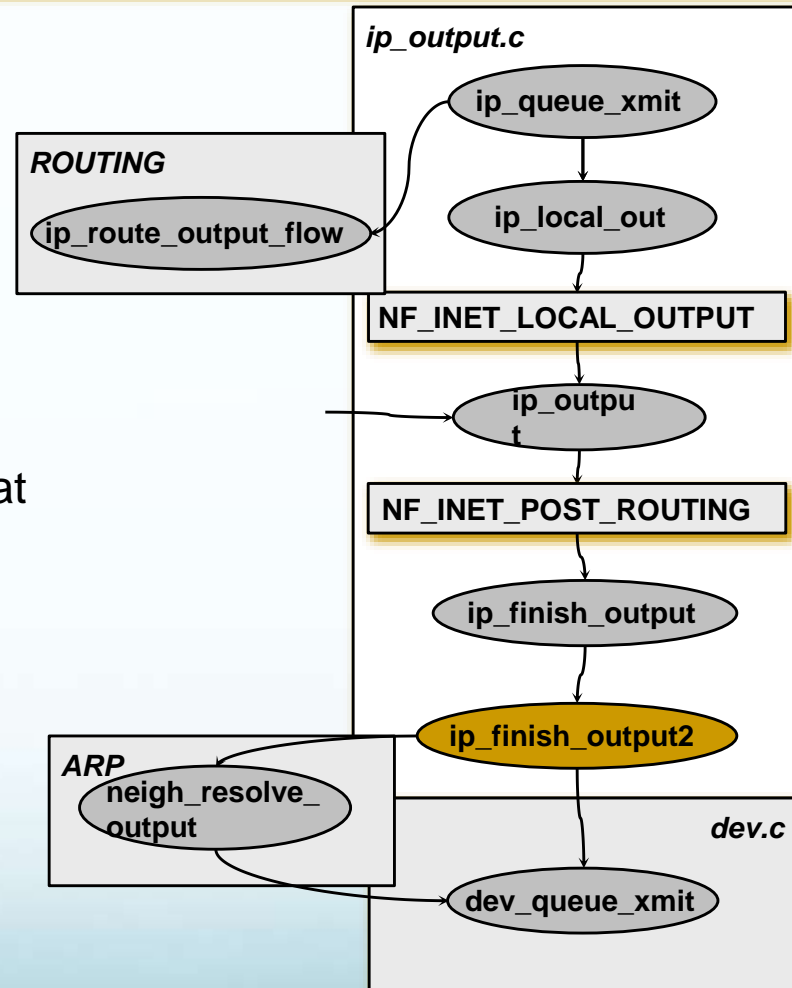 ip_output.c
ip_queue_xmit
ROUTING
ip_route_output_flow
ip_local_out
NF_INET_LOCAL_OUTPUT
ip_outpu
t
at
NF_INET_POST_ROUTING
ip_finish_output
ip_finish_output2
ARP
neigh_resolve_
output
dev.c
dev_queue_xmit